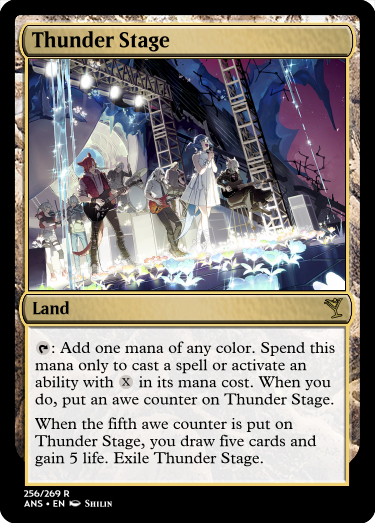 Thunder Stage
Land
: Add one mana of any color. Spend this
mana only to cast a spell or activate an
ability with X in its mana cost. When you
do, put an awe counter on Thunder Stage.
When the fifth awe counter is put on
Thunder Stage, you draw five cards and
gain 5 life. Exile Thunder Stage.
256/269 R
ANS • EN Shilin